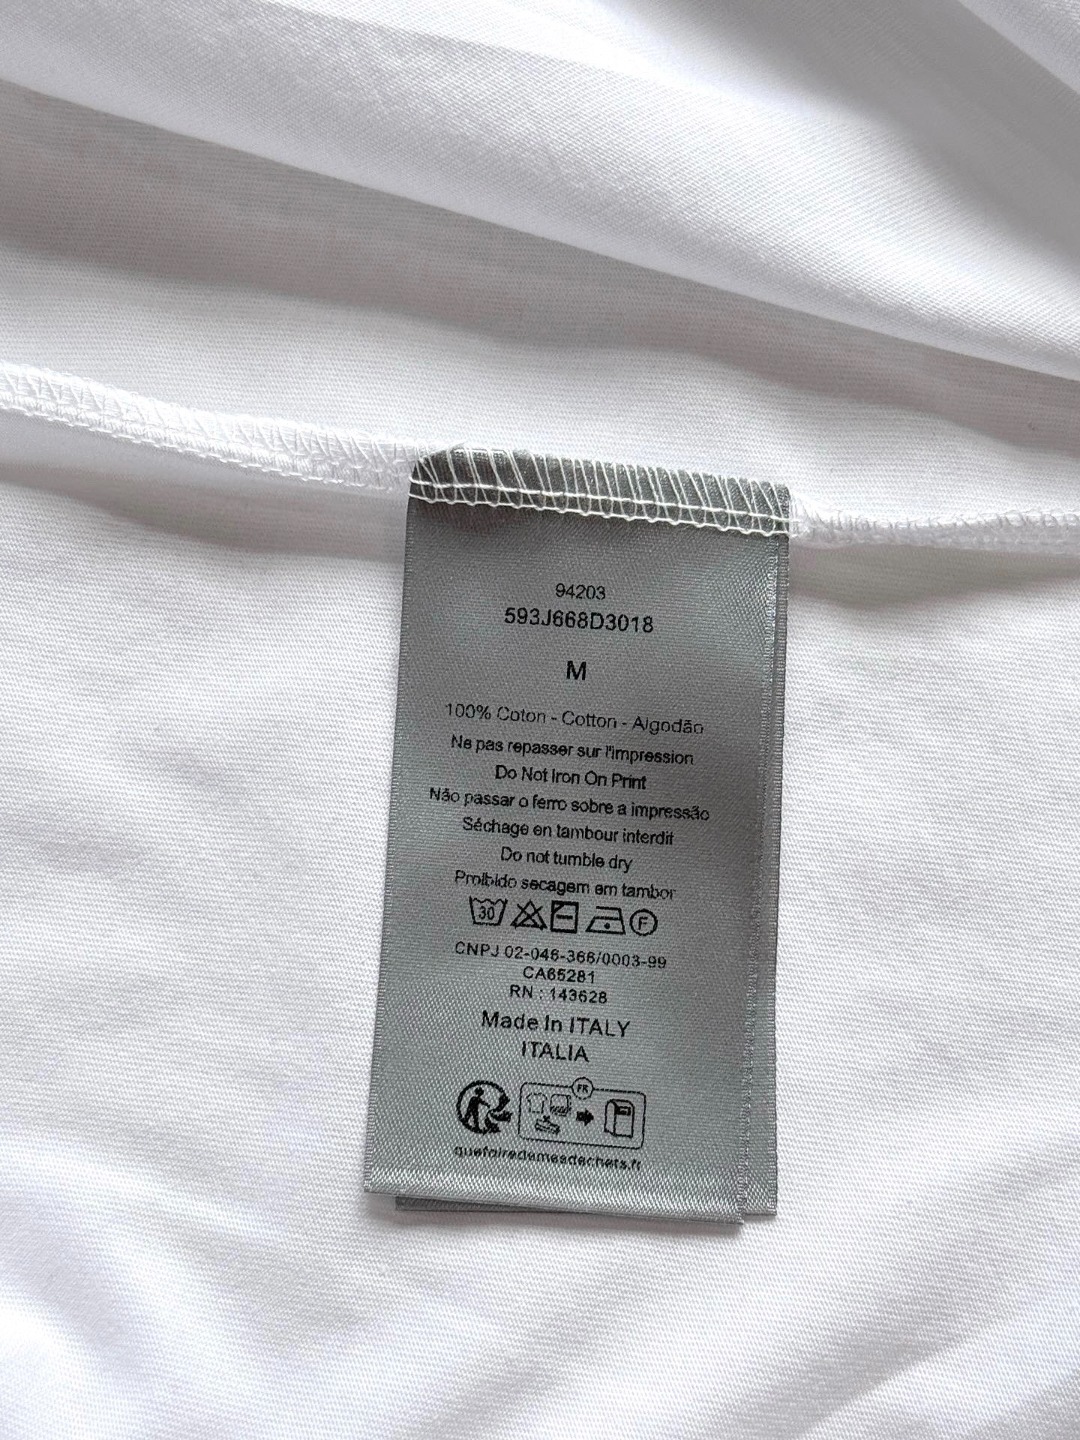 94203
593J668D3018
M
100% Coton - Cotton - Algodão
Ne pas repasser sur l'impression
Do Not Iron On Print
Não passar o ferro sobre a impressão
Séchage en tambour interdit
Do not tumble dry
Proibido secagem em tambor
30 F
CNPJ 02-046-366/0003-99
CA65281
RN : 143628
Made In ITALY
ITALIA
FR
quefairedemesdechets.fr